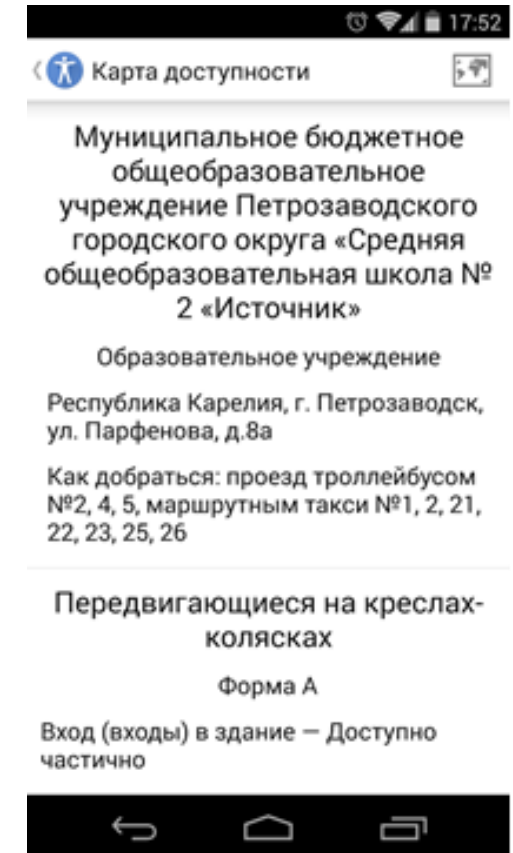 17:52
Карта доступности
Муниципальное бюджетное
общеобразовательное
учреждение Петрозаводского
городского округа «Средняя
общеобразовательная школа №
2 «Источник»
Образовательное учреждение
Республика Карелия, г. Петрозаводск,
ул. Парфенова, д.8а
Как добраться: проезд троллейбусом
№2, 4, 5, маршрутным такси №1, 2, 21,
22, 23, 25, 26
Передвигающиеся на креслах-
колясках
Форма А
Вход (входы) в здание — Доступно
частично